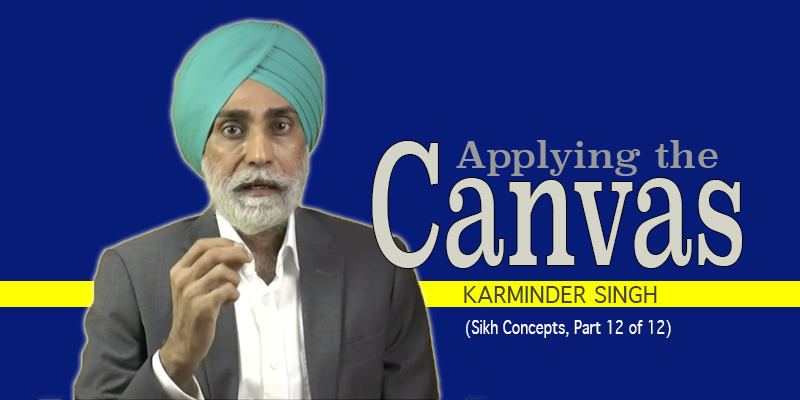 Applying the
Canvas
KARMINDER SINGH
(Sikh Concepts, Part 12 of 12)